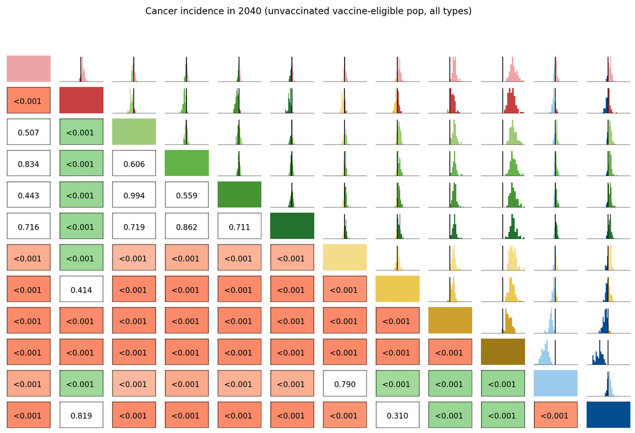 Cancer incidence in 2040 (unvaccinated vaccine-eligible pop, all types)
<0.001
0.507 <0.001
0.834 <0.001 0.606
0.443 <0.001 0.994 0.559
0.716 <0.001 0.719 0.862 0.711
<0.001 <0.001 <0.001 <0.001 <0.001 <0.001
<0.001 0.414 <0.001 <0.001 <0.001 <0.001 <0.001
<0.001 <0.001 <0.001 <0.001 <0.001 <0.001 <0.001 <0.001
<0.001 <0.001 <0.001 <0.001 <0.001 <0.001 <0.001 <0.001 <0.001
<0.001 <0.001 <0.001 <0.001 <0.001 <0.001 0.790 <0.001 <0.001 <0.001
<0.001 0.819 <0.001 <0.001 <0.001 <0.001 <0.001 0.310 <0.001 <0.001 <0.001